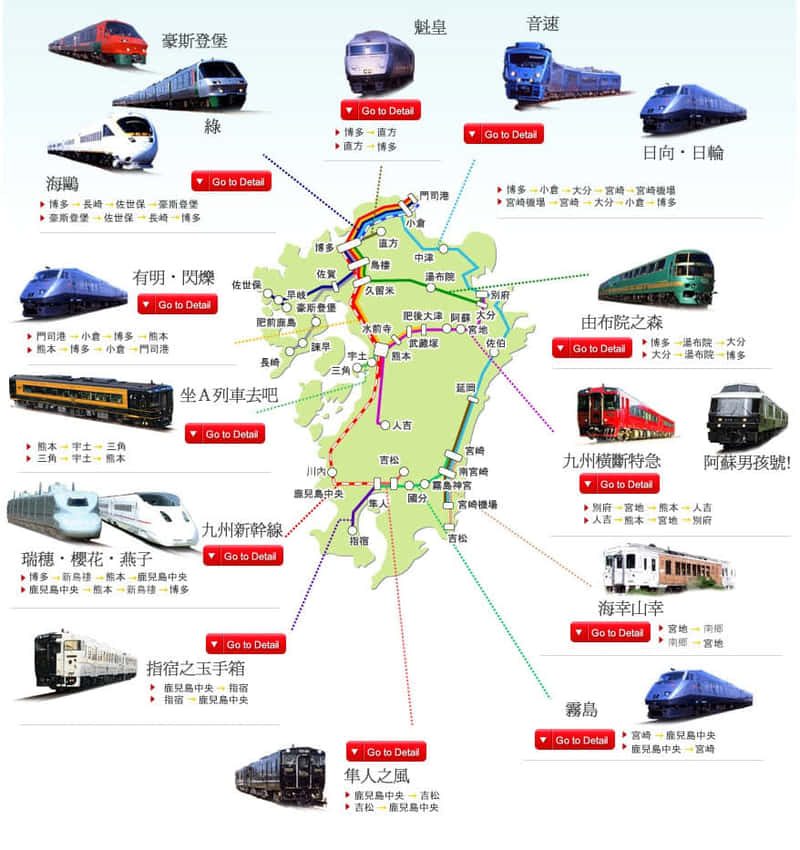 豪斯登堡
綠
海鷗
Go to Detail
博多→長崎→佐世保→豪斯登堡
豪斯登堡→佐世保→長崎→博多
魁皇
Go to Detail
博多→直方
直方→博多
音速
Go to Detail
日向・日輪
博多→小倉→大分→宮崎→宮崎機場
宮崎機場→宮崎→大分→小倉→博多
有明・閃爍
Go to Detail
門司港→小倉→博多→熊本
熊本→博多→小倉→門司港
坐A列車去吧
Go to Detail
熊本→宇土→三角
三角→宇土→熊本
九州新幹線
瑞穗・櫻花・燕子
Go to Detail
博多→新鳥棲→熊本→鹿兒島中央
鹿兒島中央→熊本→新鳥棲→博多
Go to Detail
指宿之玉手箱
鹿兒島中央→指宿
指宿→鹿兒島中央
Go to Detail
隼人之風
鹿兒島中央→吉松
吉松→鹿兒島中央
由布院之森
Go to Detail
博多→湯布院→大分
大分→湯布院→博多
九州橫斷特急
阿蘇男孩號!
Go to Detail
別府→宮地→熊本→人吉
人吉→熊本→宮地→別府
海幸山幸
Go to Detail
宮地→南鄉
南鄉→宮地
霧島
Go to Detail
宮崎→鹿兒島中央
鹿兒島中央→宮崎
門司港
小倉
博多
直方
中津
鳥棲
佐賀
久留米
湯布院
別府
大分
佐世保
早岐
豪斯登堡
肥前鹿島
長崎
諫早
水前寺
肥後大津
阿蘇
宮地
武藏塚
熊本
宇土
三角
佐伯
延岡
人吉
川內
吉松
宮崎
南宮崎
鹿兒島中央
霧島神宮
隼人
國分
宮崎機場
指宿
吉松